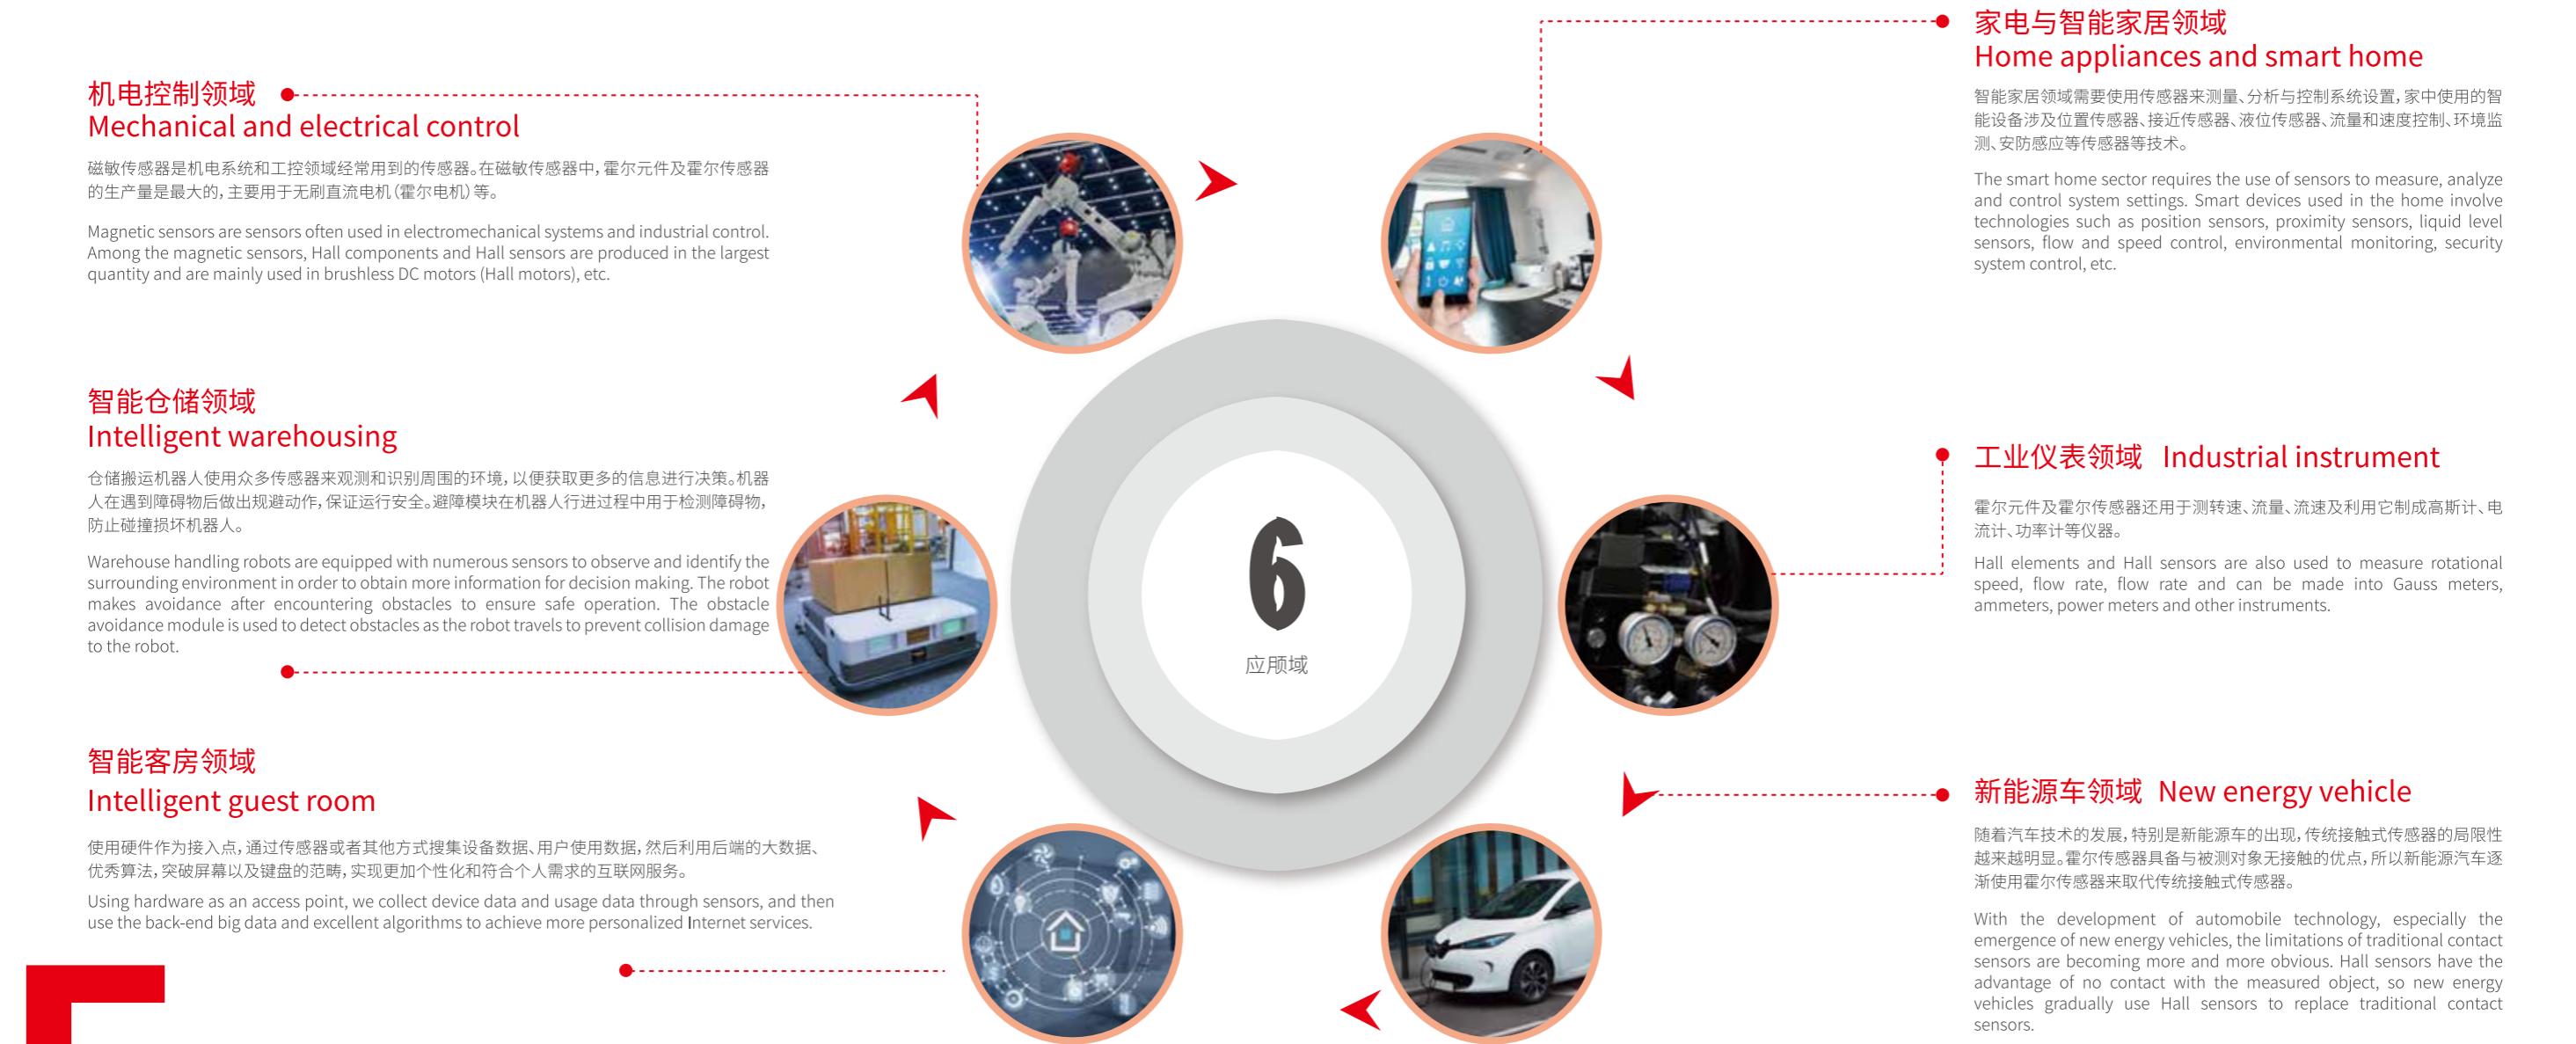 机电控制领域
Mechanical and electrical control
磁敏传感器是机电系统和工控领域经常用到的传感器。在磁敏传感器中，霍尔元件及霍尔传感器
的生产量是最大的，主要用于无刷直流电机（霍尔电机）等。
Magnetic sensors are sensors often used in electromechanical systems and industrial control.
Among the magnetic sensors, Hall components and Hall sensors are produced in the largest
quantity and are mainly used in brushless DC motors (Hall motors), etc.
智能仓储领域
Intelligent warehousing
仓储搬运机器人使用众多传感器来观测和识别周围的环境，以便获取更多的信息进行决策。机器
人在遇到障碍物后做出规避动作，保证运行安全。避障模块在机器人行进过程中用于检测障碍物，
防止碰撞损坏机器人。
Warehouse handling robots are equipped with numerous sensors to observe and identify the
surrounding environment in order to obtain more information for decision making. The robot
makes avoidance after encountering obstacles to ensure safe operation. The obstacle
avoidance module is used to detect obstacles as the robot travels to prevent collision damage
to the robot.
智能客房领域
Intelligent guest room
使用硬件作为接入点，通过传感器或者其他方式搜集设备数据、用户使用数据，然后利用后端的大数据、
优秀算法，突破屏幕以及键盘的范畴，实现更加个性化和符合个人需求的互联网服务。
Using hardware as an access point, we collect device data and usage data through sensors, and then
use the back-end big data and excellent algorithms to achieve more personalized Internet services.
6
家电与智能家居领域
Home appliances and smart home
智能家居领域需要使用传感器来测量、分析与控制系统设置，家中使用的智
能设备涉及位置传感器、接近传感器、液位传感器、流量和速度控制、环境监
测、安防感应等传感器等技术。
The smart home sector requires the use of sensors to measure, analyze
and control system settings. Smart devices used in the home involve
technologies such as position sensors, proximity sensors, liquid level
sensors, flow and speed control, environmental monitoring, security
system control, etc.
工业仪表领域 Industrial instrument
霍尔元件及霍尔传感器还用于测转速、流量、流速及利用它制成高斯计、电
流计、功率计等仪器。
Hall elements and Hall sensors are also used to measure rotational
speed, flow rate, flow rate and can be made into Gauss meters,
ammeters, power meters and other instruments.
新能源车领域 New energy vehicle
随着汽车技术的发展，特别是新能源车的出现，传统接触式传感器的局限性
越来越明显。霍尔传感器具备与被测对象无接触的优点，所以新能源汽车逐
渐使用霍尔传感器来取代传统接触式传感器。
With the development of automobile technology, especially the
emergence of new energy vehicles, the limitations of traditional contact
sensors are becoming more and more obvious. Hall sensors have the
advantage of no contact with the measured object, so new energy
vehicles gradually use Hall sensors to replace traditional contact
sensors.